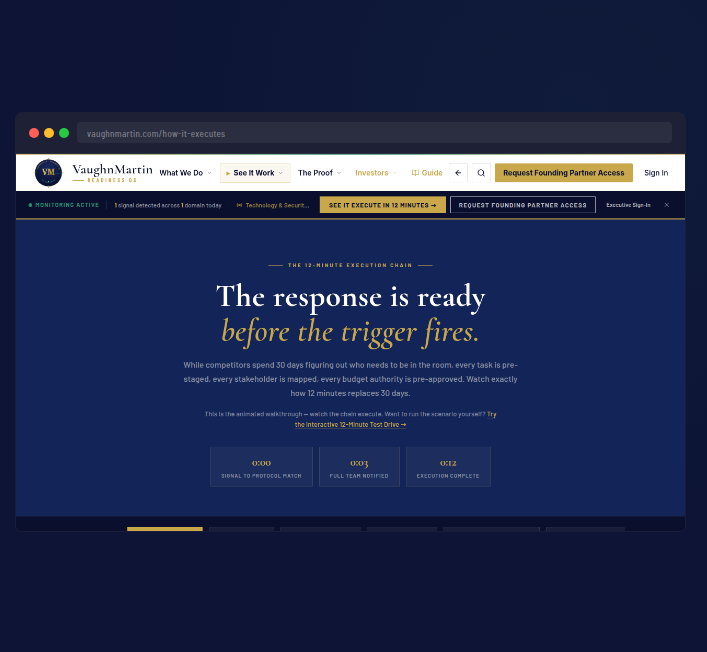 vaughnmartin.com/how-it-executes
VM
VaughnMartin
READINESS OS
What We Do
See It Work
The Proof
Investors
Guide
Request Founding Partner Access
Sign In
MONITORING ACTIVE
1 signal detected across 1 domain today
Technology & Securit...
SEE IT EXECUTE IN 12 MINUTES →
REQUEST FOUNDING PARTNER ACCESS
Executive Sign-In
THE 12-MINUTE EXECUTION CHAIN
The response is ready
before the trigger fires.
While competitors spend 30 days figuring out who needs to be in the room, every task is pre-
staged, every stakeholder is mapped, every budget authority is pre-approved. Watch exactly
how 12 minutes replaces 30 days.
This is the animated walkthrough — watch the chain execute. Want to run the scenario yourself? Try
the Interactive 12-Minute Test Drive →
0:00
SIGNAL TO PROTOCOL MATCH
0:03
FULL TEAM NOTIFIED
0:12
EXECUTION COMPLETE